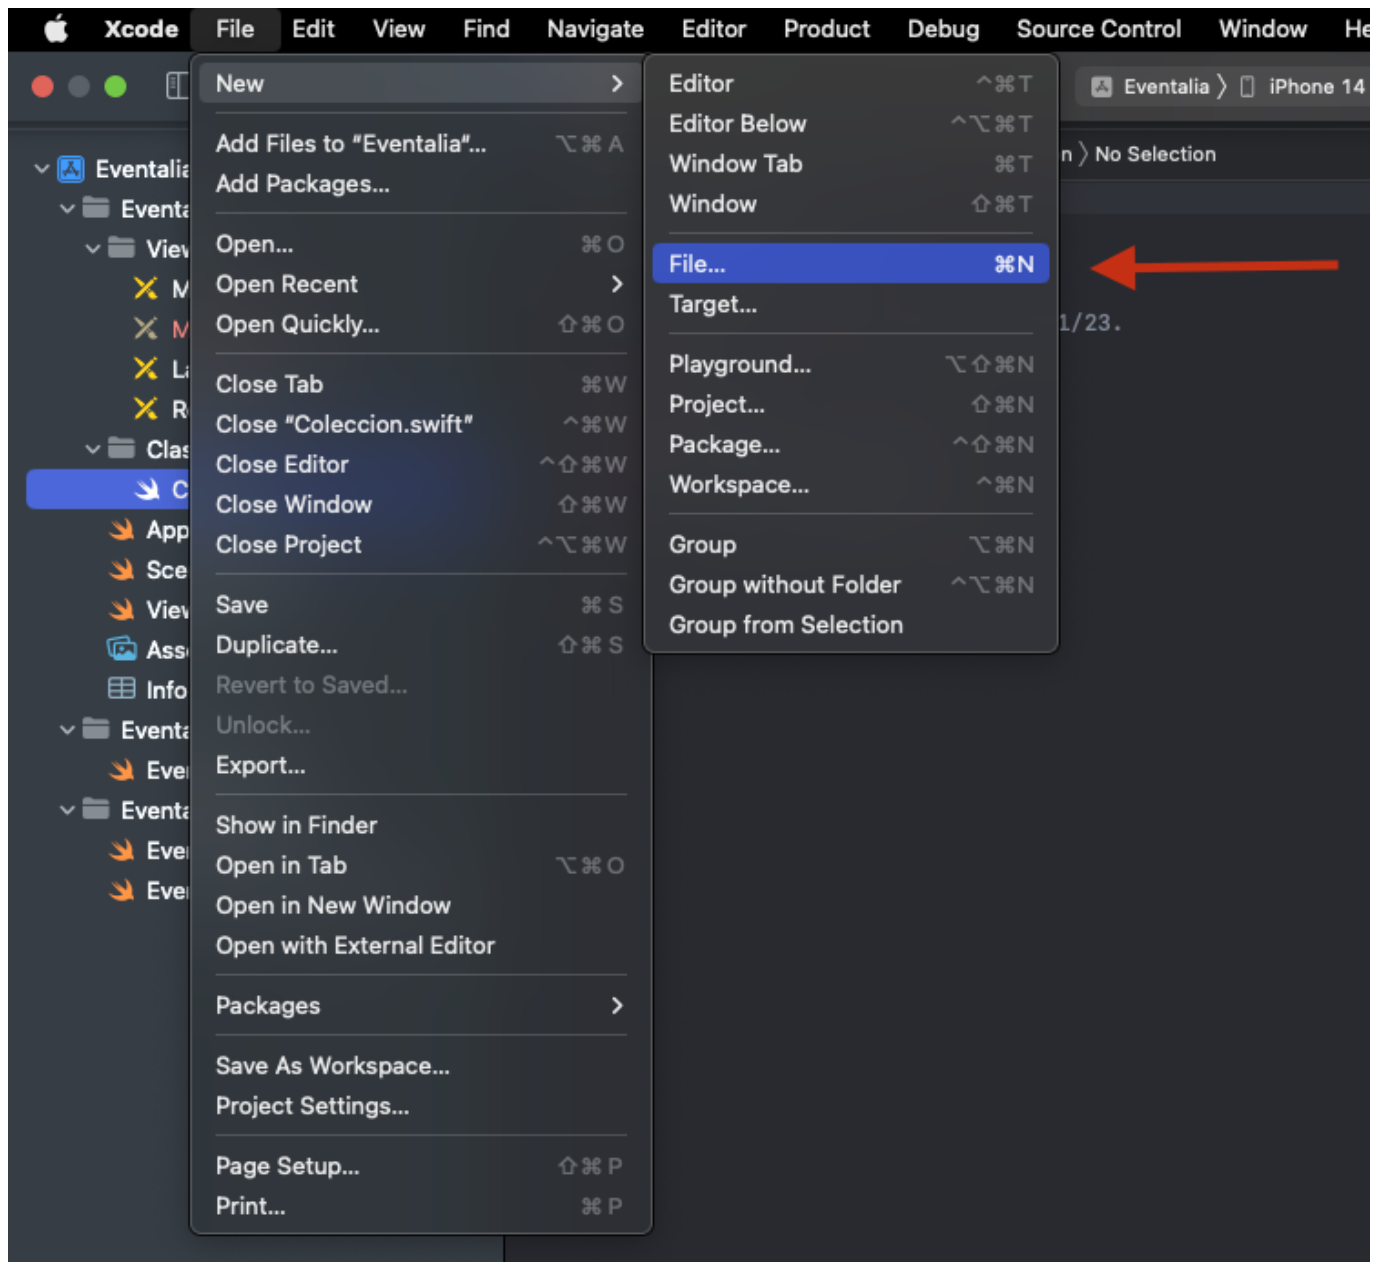 Xcode File Edit View Find Navigate Editor Product Debug Source Control Window
New
Add Files to “Eventalia”... ⌥⌘A
Add Packages...
Open... ⌘O
Open Recent
Open Quickly... ⇧⌘O
Close Tab ⌘W
Close “Coleccion.swift” ^⌘W
Close Editor ^⇧⌘W
Close Window ⇧⌘W
Close Project ^⌥⌘W
Save ⌘S
Duplicate... ⇧⌘S
Revert to Saved...
Unlock...
Export...
Show in Finder
Open in Tab ⌥⌘O
Open in New Window
Open with External Editor
Packages
Save As Workspace...
Project Settings...
Page Setup... ⇧⌘P
Print... ⌘P
Editor ^⌘T
Editor Below ^⌥⌘T
Window Tab ⌘T
Window ⇧⌘T
File... ⌘N
Target...
Playground... ⌥⇧⌘N
Project... ⇧⌘N
Package... ^⇧⌘N
Workspace... ^⌘N
Group ⌥⌘N
Group without Folder ^⌥⌘N
Group from Selection
Eventalia 〉 iPhone 14
n 〉 No Selection
1/23.
Eventalia
App
Info